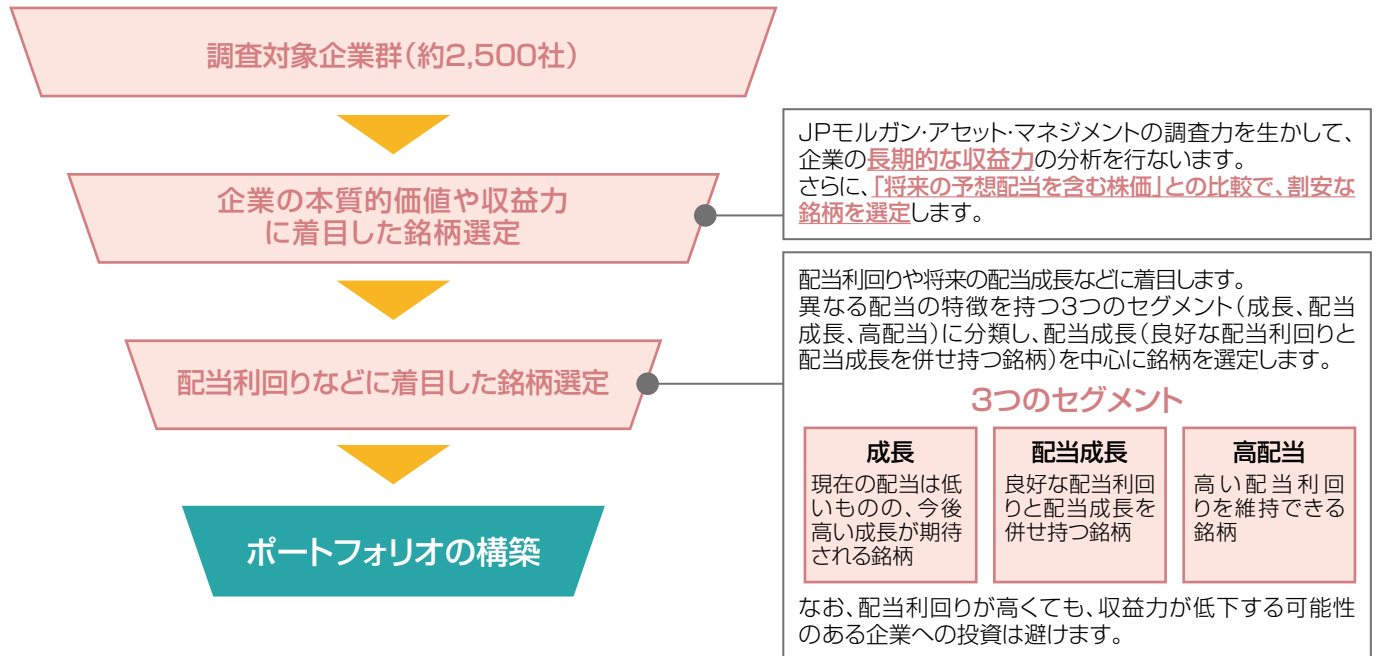 調査対象企業群(約2,500社)
企業の本質的価値や収益力
に着目した銘柄選定
JPモルガン・アセット・マネジメントの調査力を生かして、
企業の長期的な収益力の分析を行ないます。
さらに、「将来の予想配当を含む株価」との比較で、割安な
銘柄を選定します。
配当利回りなどに着目した銘柄選定
配当利回りや将来の配当成長などに着目します。
異なる配当の特徴を持つ3つのセグメント(成長、配当
成長、高配当)に分類し、配当成長(良好な配当利回りと
配当成長を併せ持つ銘柄)を中心に銘柄を選定します。
3つのセグメント
成長
現在の配当は低
いものの、今後
高い成長が期待
される銘柄
配当成長
良好な配当利回
りと配当成長を
併せ持つ銘柄
高配当
高い配当利回
りを維持できる
銘柄
なお、配当利回りが高くても、収益力が低下する可能性
のある企業への投資は避けます。
ポートフォリオの構築